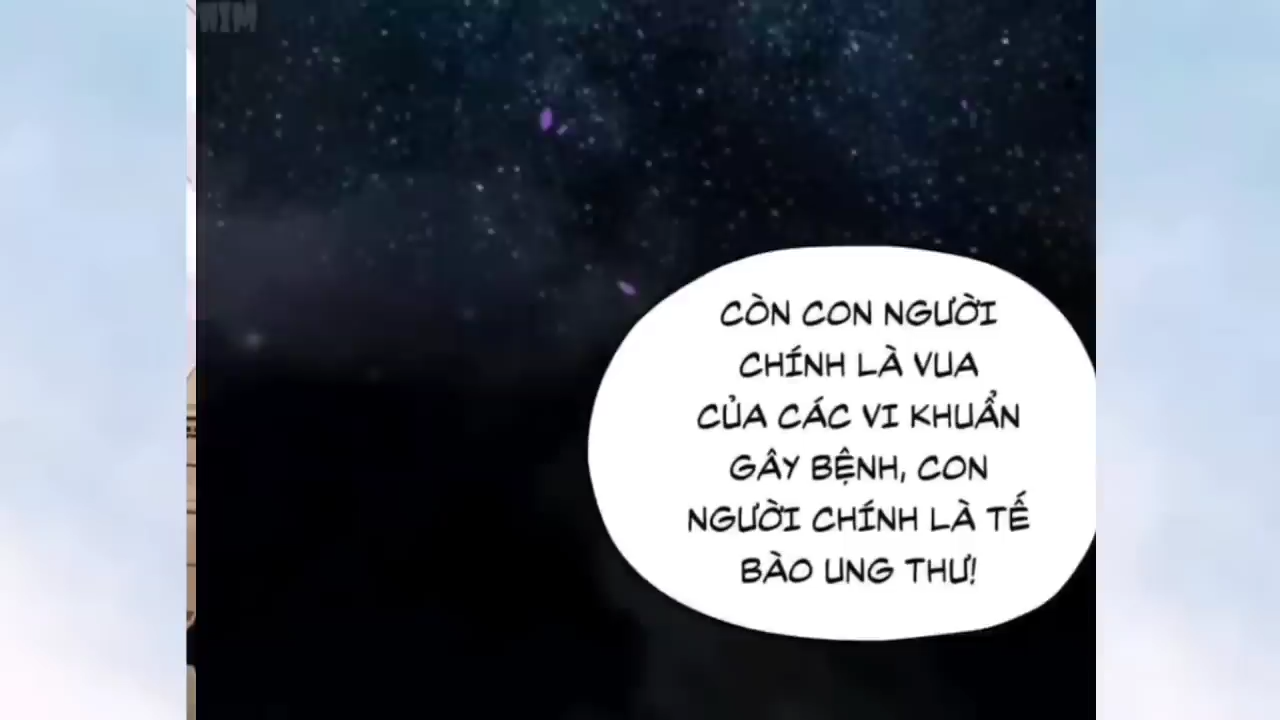 CÒN CON NGƯỜI
CHÍNH LÀ VUA
CỦA CÁC VI KHUẨN
GÂY BỆNH, CON
NGƯỜI CHÍNH LÀ TẾ
BÀO UNG THƯ!